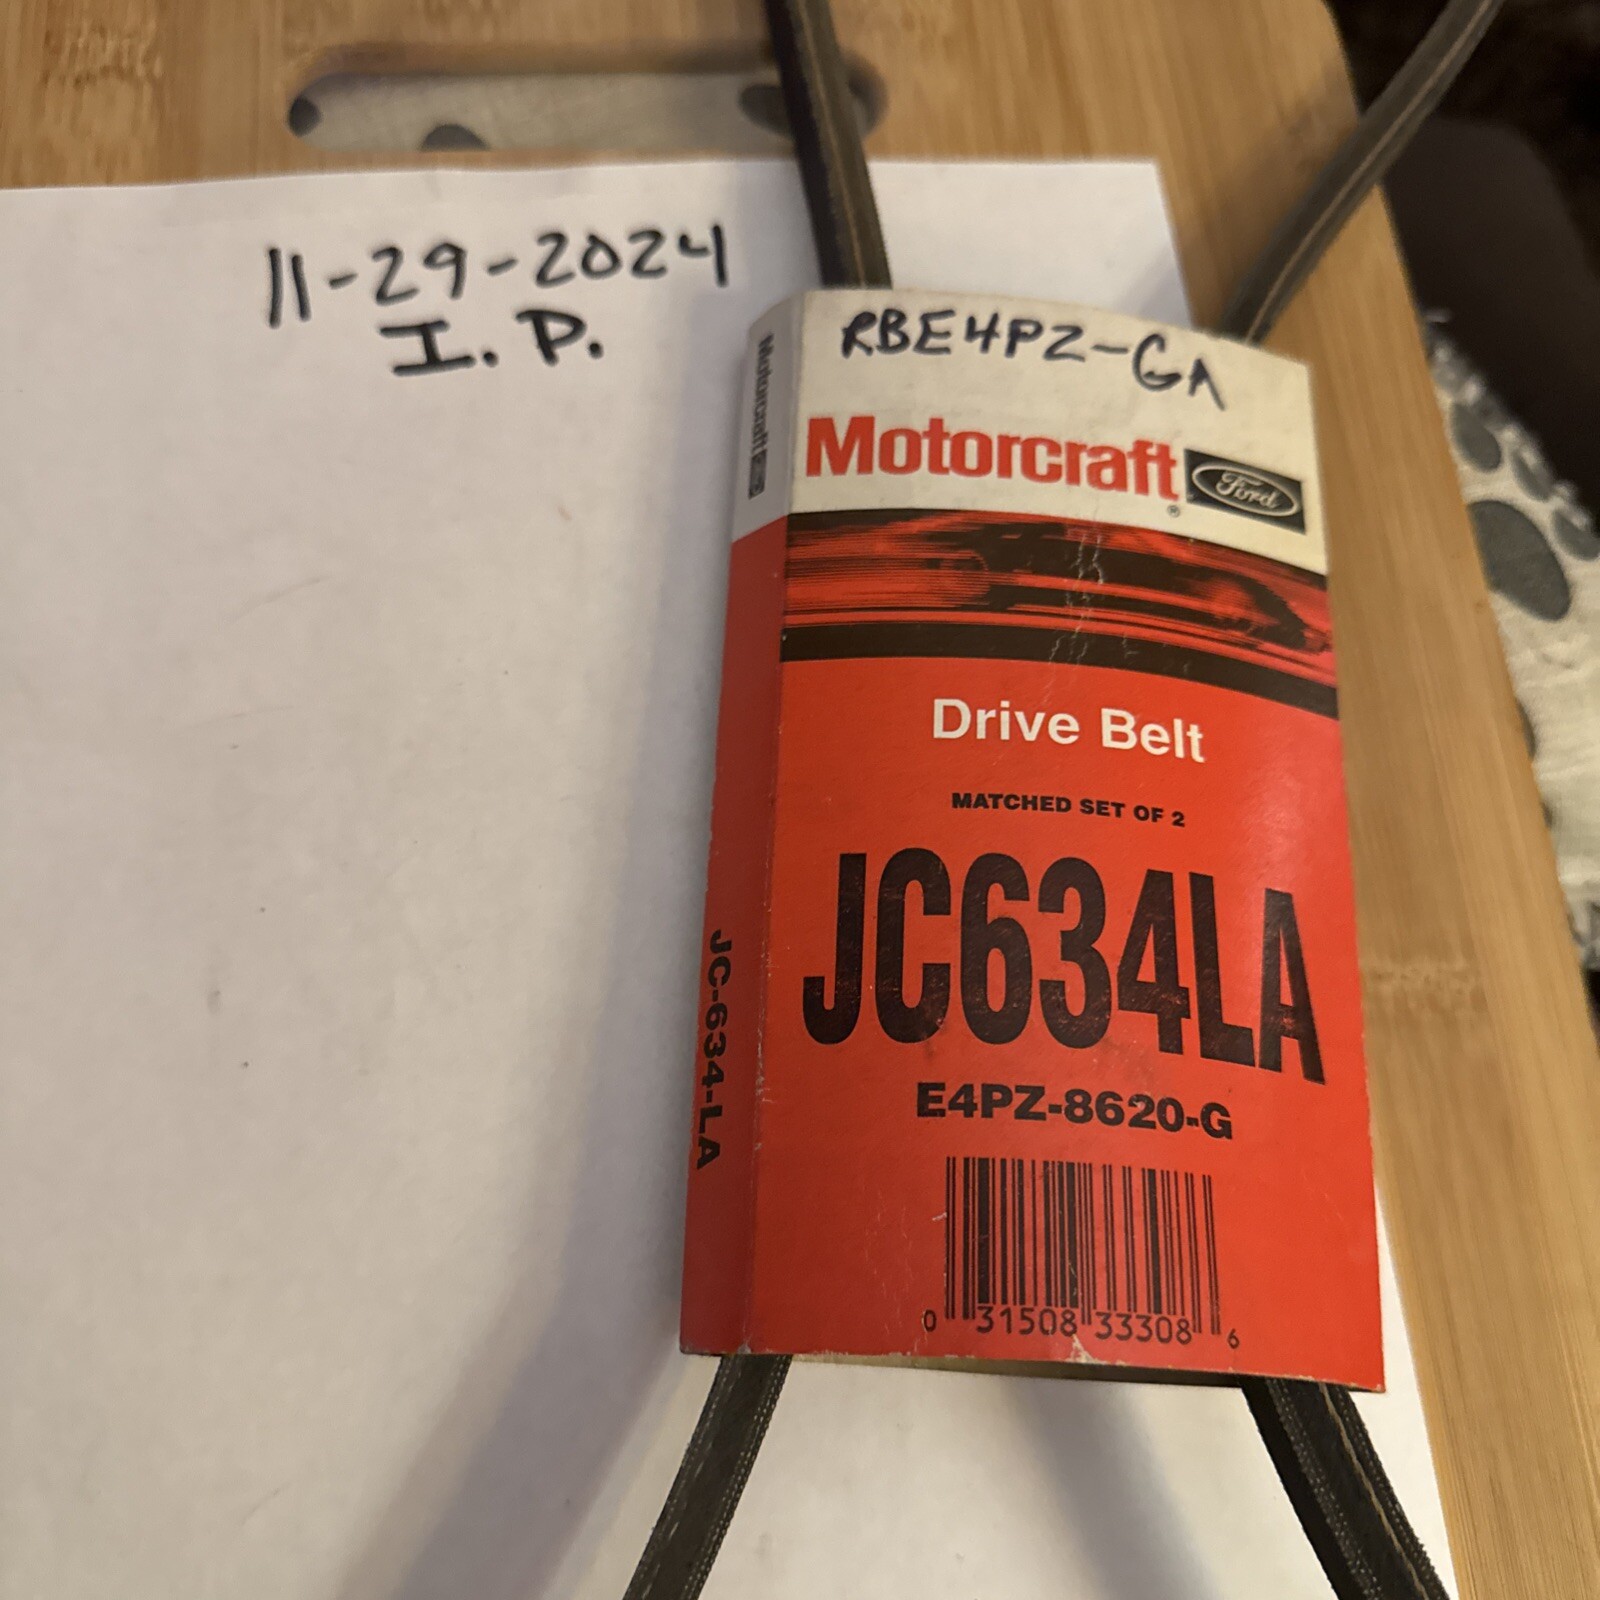 11-29-2024
I. P.
RBE4PZ-GA
Motorcraft
Ford
Drive Belt
MATCHED SET OF 2
JC634LA
E4PZ-8620-G
0 31508 33308 6
Motorcraft
JC-634-LA